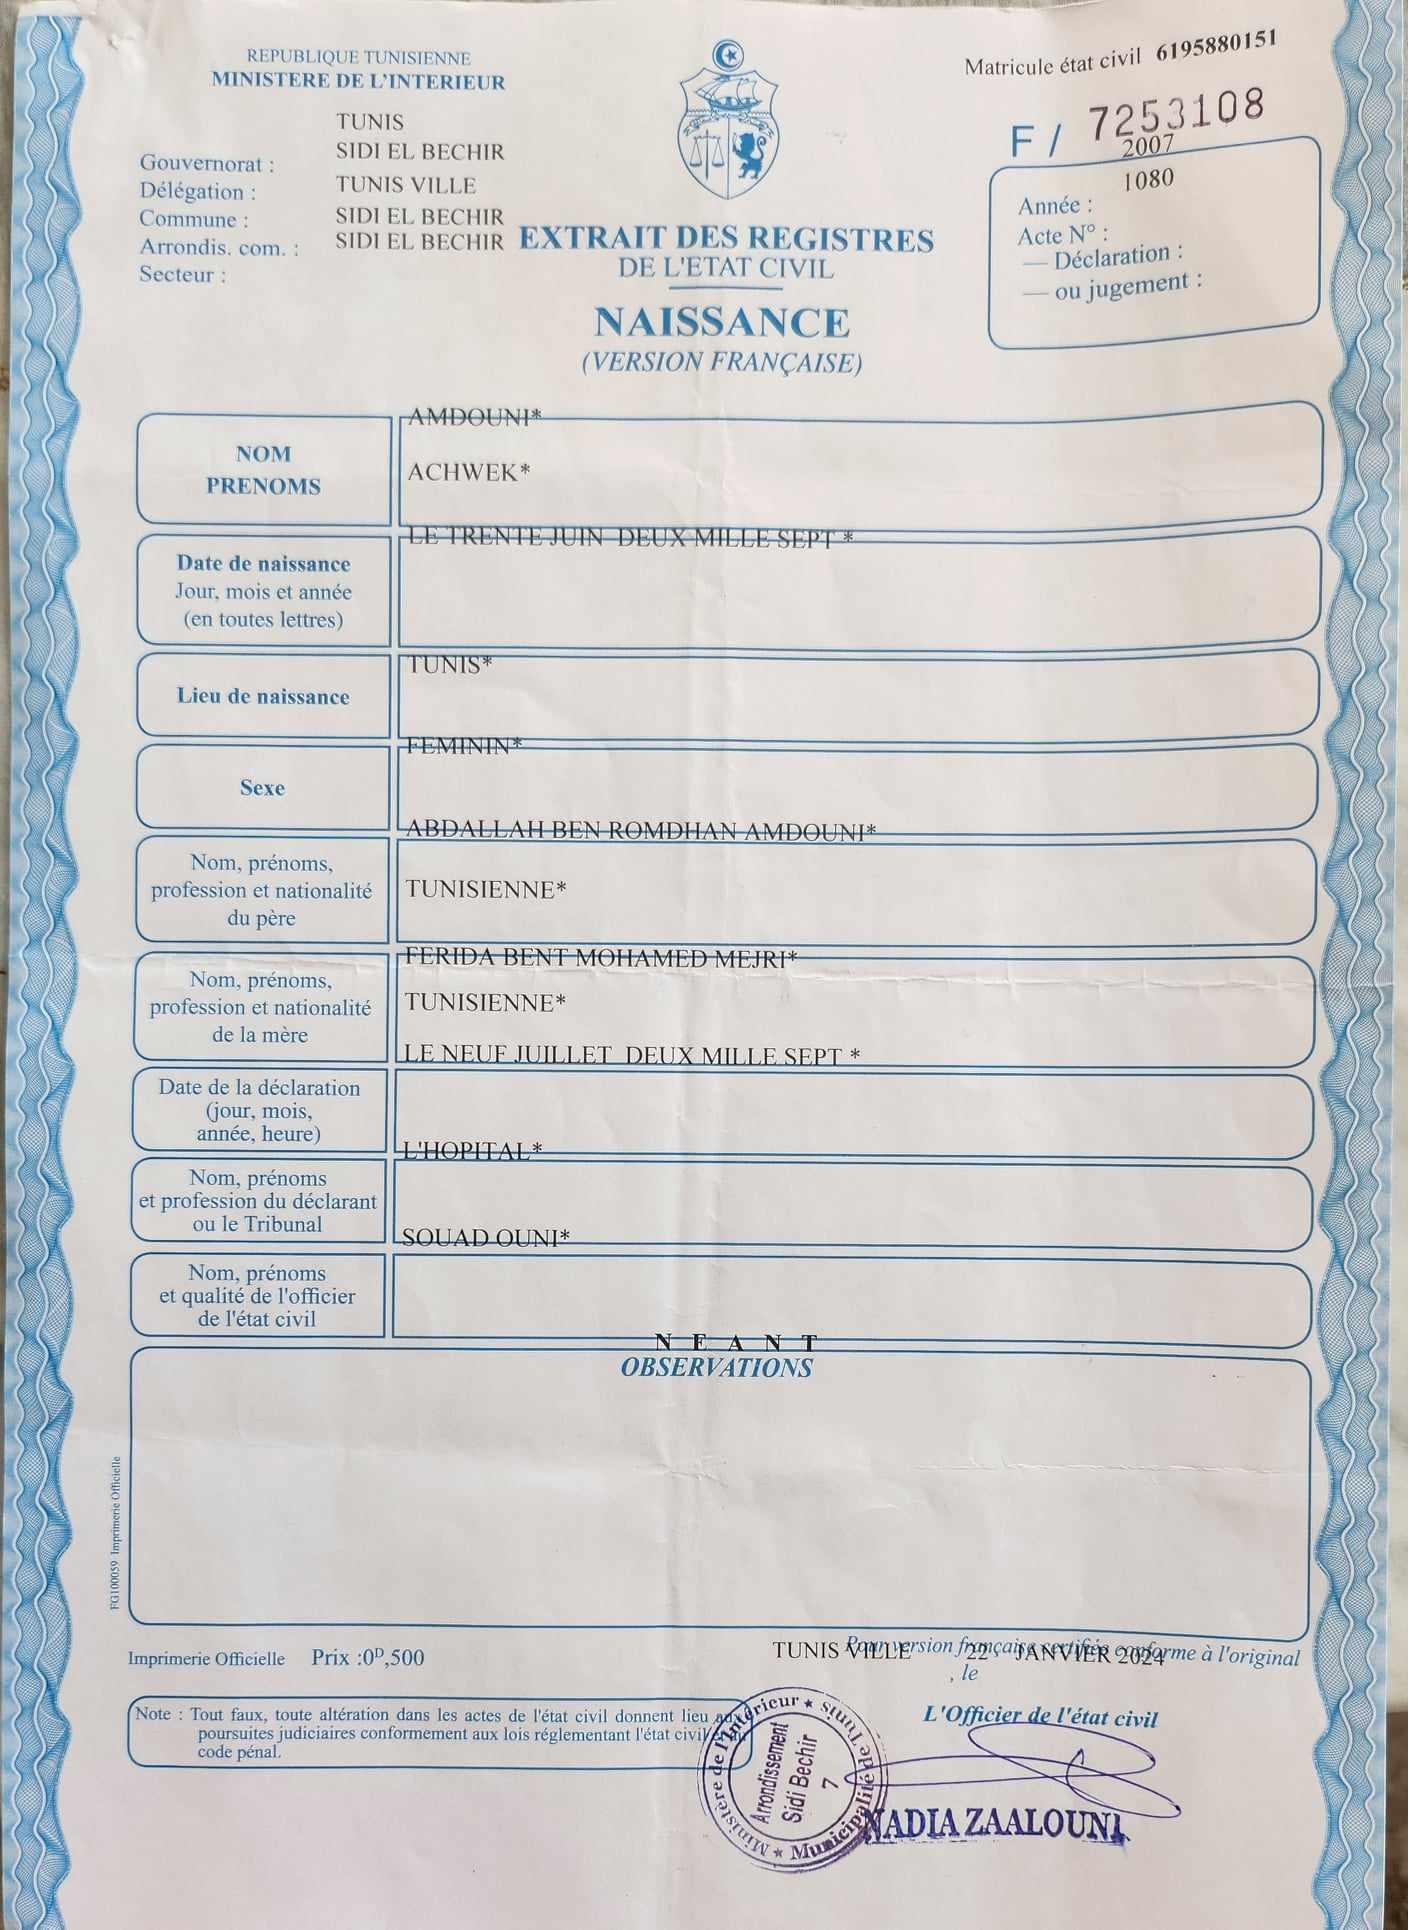 REPUBLIQUE TUNISIENNE
MINISTERE DE L'INTERIEUR
Matricule état civil 6195880151
F / 7253108
Gouvernorat : TUNIS
Délégation : SIDI EL BECHIR
Commune : TUNIS VILLE
Arrondis. com. : SIDI EL BECHIR
Secteur : SIDI EL BECHIR
EXTRAIT DES REGISTRES
DE L'ETAT CIVIL
NAISSANCE
(VERSION FRANÇAISE)
2007
1080
Année :
Acte N° :
— Déclaration :
— ou jugement :
NOM
PRENOMS
AMDOUNI*
ACHWEK*
Date de naissance
Jour, mois et année
(en toutes lettres)
LE TRENTE JUIN DEUX MILLE SEPT *
Lieu de naissance
TUNIS*
Sexe
FEMININ*
Nom, prénoms,
profession et nationalité
du père
ABDALLAH BEN ROMDHAN AMDOUNI*
TUNISIENNE*
Nom, prénoms,
profession et nationalité
de la mère
FERIDA BENT MOHAMED MEJRI*
TUNISIENNE*
Date de la déclaration
(jour, mois,
année, heure)
LE NEUF JUILLET DEUX MILLE SEPT *
Nom, prénoms
et profession du déclarant
ou le Tribunal
L'HOPITAL*
Nom, prénoms
et qualité de l'officier
de l'état civil
SOUAD OUNI*
N E A N T
OBSERVATIONS
FG100059 Imprimerie Officielle
Imprimerie Officielle Prix :0D,500
Pour version française certifiée conforme à l'original
TUNIS VILLE 22 JANVIER 2024
, le
Note : Tout faux, toute altération dans les actes de l'état civil donnent lieu aux
poursuites judiciaires conformement aux lois réglementant l'état civil
code pénal.
L'Officier de l'état civil
Ministère de l'Intérieur ★ Municipalité de Tunis ★
Arrondissement
Sidi Bechir
7
NADIA ZAALOUNI